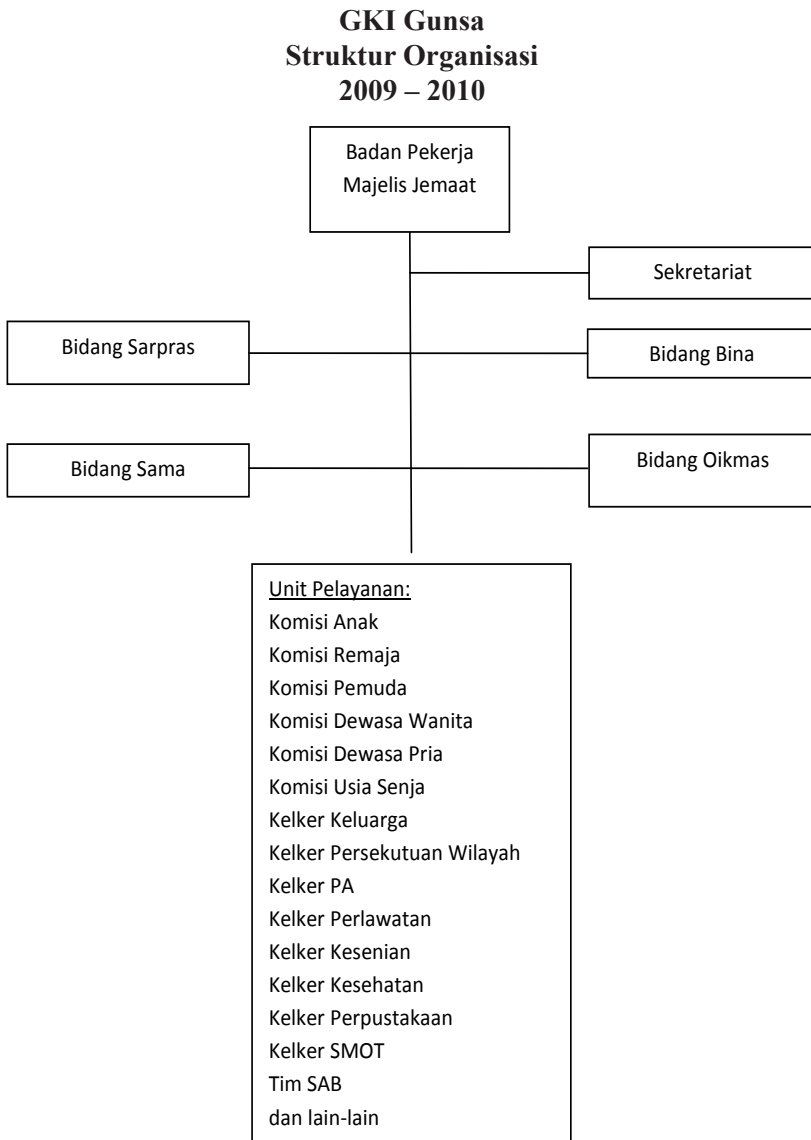 GKI Gunsa
Struktur Organisasi
2009 – 2010
Badan Pekerja
Majelis Jemaat
Sekretariat
Bidang Sarpras
Bidang Bina
Bidang Sama
Bidang Oikmas
Unit Pelayanan:
Komisi Anak
Komisi Remaja
Komisi Pemuda
Komisi Dewasa Wanita
Komisi Dewasa Pria
Komisi Usia Senja
Kelker Keluarga
Kelker Persekutuan Wilayah
Kelker PA
Kelker Perlawatan
Kelker Kesenian
Kelker Kesehatan
Kelker Perpustakaan
Kelker SMOT
Tim SAB
dan lain-lain